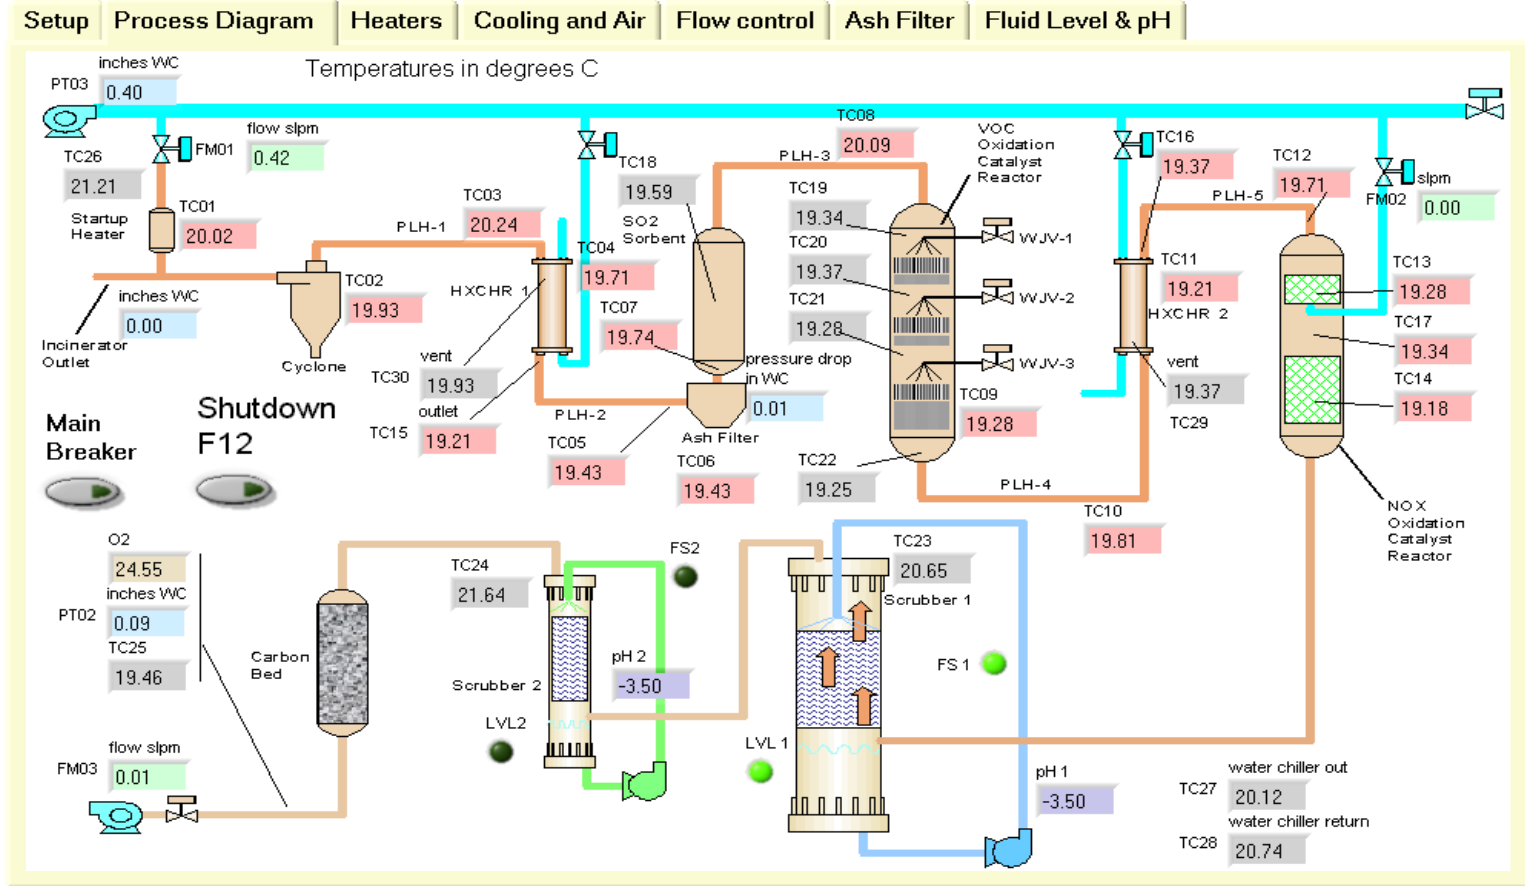 Setup
Process Diagram
Heaters
Cooling and Air
Flow control
Ash Filter
Fluid Level & pH
inches WC
PT03
0.40
Temperatures in degrees C
TC26
21.21
FM01
flow slpm
0.42
Startup
Heater
TC01
20.02
inches WC
0.00
Incinerator
Outlet
TC02
19.93
Cyclone
PLH-1
TC03
20.24
HXCHR 1
TC04
19.71
TC07
19.74
vent
TC30
19.93
outlet
TC15
19.21
PLH-2
TC05
19.43
TC18
19.59
SO2
Sorbent
pressure drop
in WC
0.01
Ash Filter
TC06
19.43
PLH-3
TC08
20.09
VOC
Oxidation
Catalyst
Reactor
TC19
19.34
TC20
19.37
TC21
19.28
WJV-1
WJV-2
WJV-3
TC09
19.28
TC22
19.25
PLH-4
TC10
19.81
TC16
19.37
TC11
19.21
HXCHR 2
vent
19.37
TC29
PLH-5
TC12
19.71
FM02
slpm
0.00
TC13
19.28
TC17
19.34
TC14
19.18
NOX
Oxidation
Catalyst
Reactor
Main
Breaker
Shutdown
F12
O2
24.55
inches WC
PT02
0.09
TC25
19.46
Carbon
Bed
flow slpm
FM03
0.01
TC24
21.64
Scrubber 2
LVL2
FS2
pH 2
-3.50
TC23
20.65
Scrubber 1
FS 1
LVL 1
pH 1
-3.50
water chiller out
TC27
20.12
water chiller return
TC28
20.74